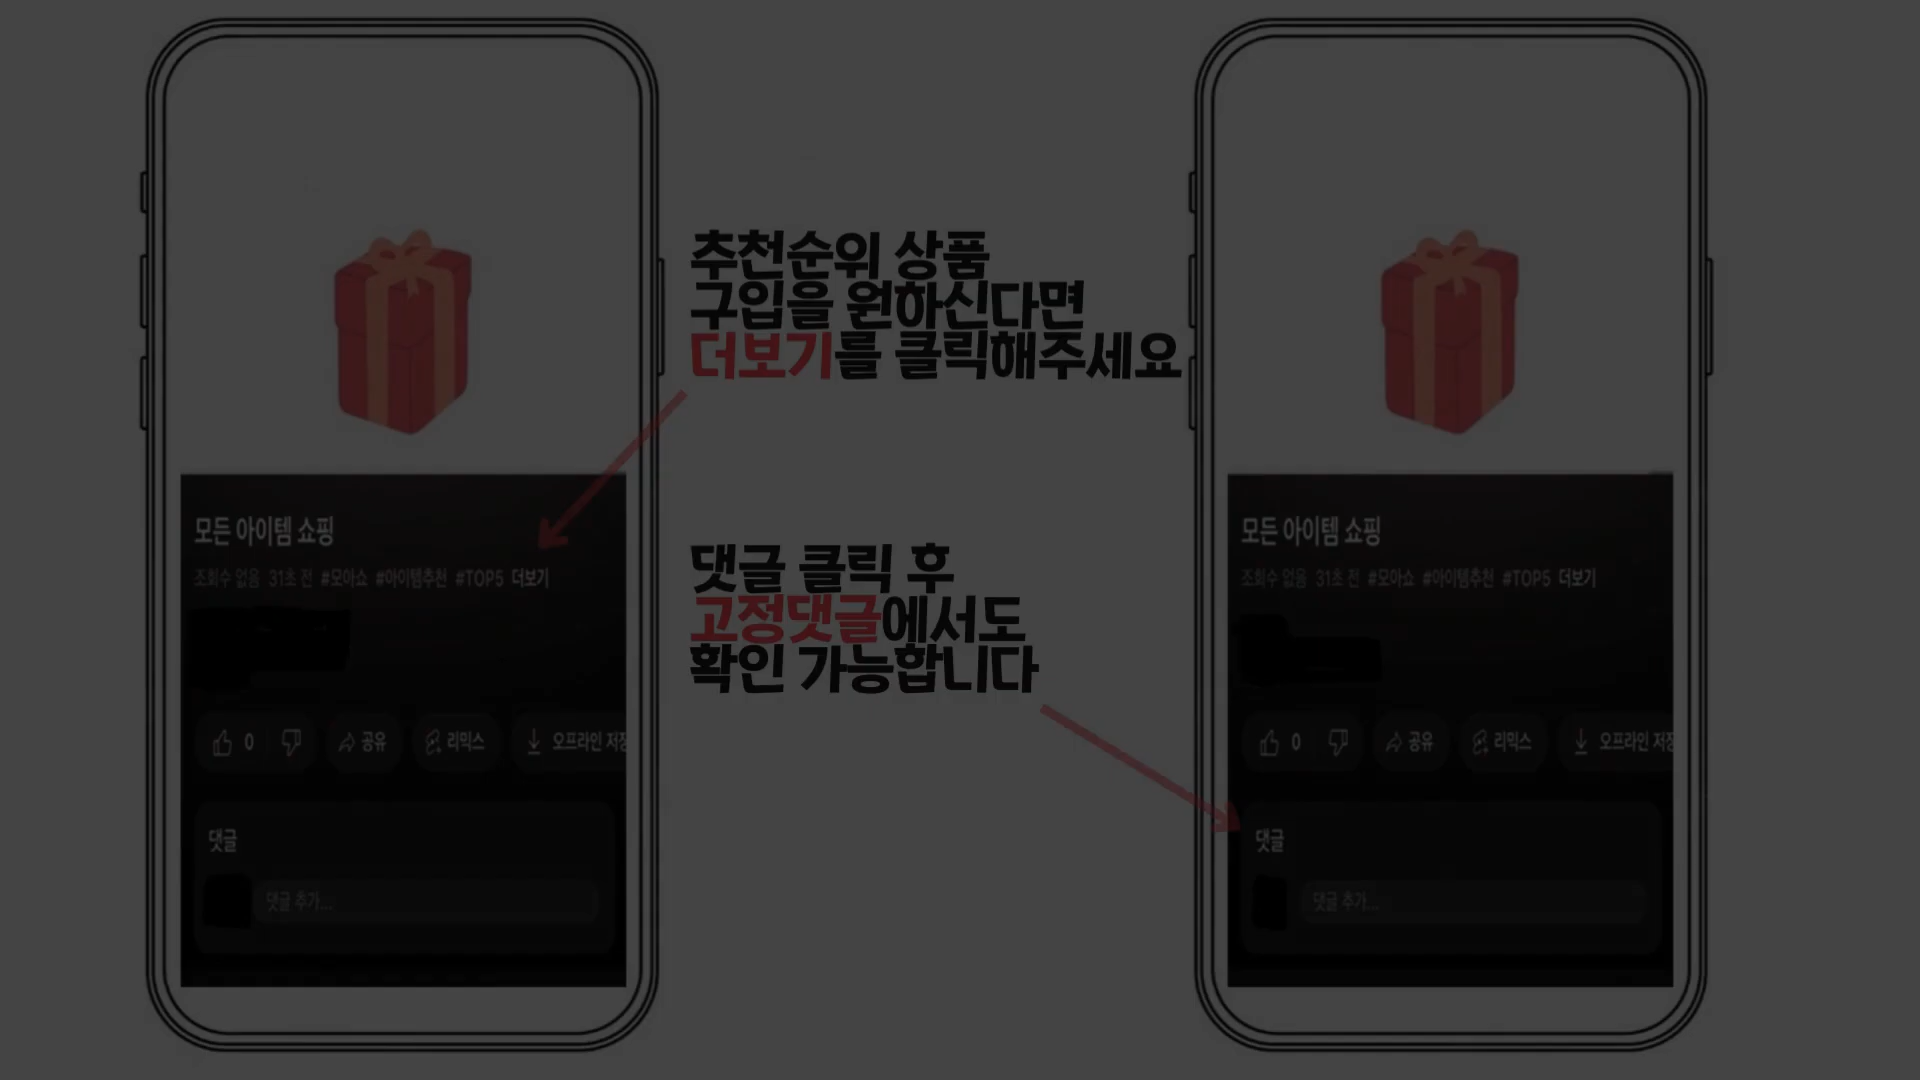 추천순위 상품
구입을 원하신다면
더보기를 클릭해주세요
모든 아이템 쇼핑
조회수 없음 31초 전 #모아쇼 #아이템추천 #TOP5 더보기
0
공유
리믹스
오프라인 저장
댓글
댓글 추가...
댓글 클릭 후
고정댓글에서도
확인 가능합니다
모든 아이템 쇼핑
조회수 없음 31초 전 #모아쇼 #아이템추천 #TOP5 더보기
0
공유
리믹스
오프라인 저장
댓글
댓글 추가...